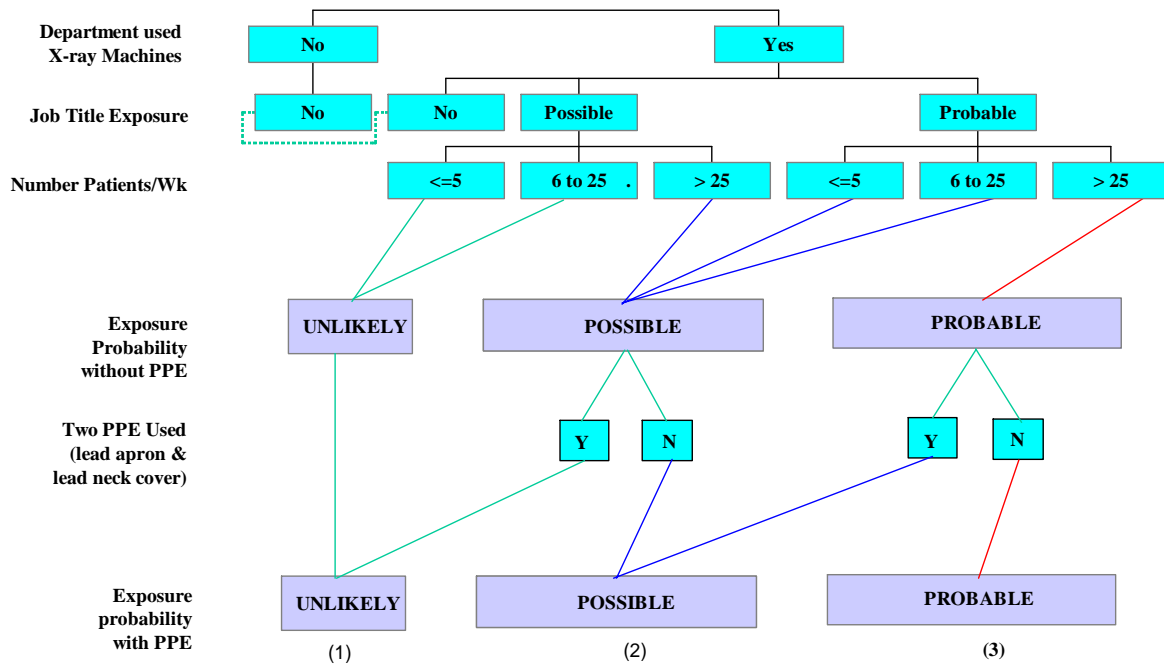 Department used
X-ray Machines
No
Yes
Job Title Exposure
No
No
Possible
Probable
Number Patients/Wk
<=5
6 to 25 .
> 25
<=5
6 to 25
> 25
Exposure
Probability
without PPE
UNLIKELY
POSSIBLE
PROBABLE
Two PPE Used
(lead apron &
lead neck cover)
Y
N
Y
N
Exposure
probability
with PPE
UNLIKELY
POSSIBLE
PROBABLE
(1)
(2)
(3)